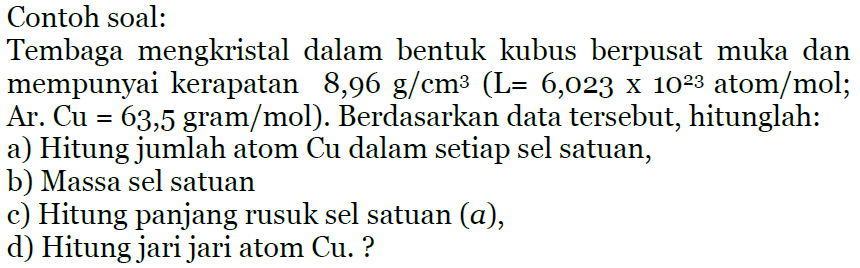 Contoh soal:
Tembaga mengkristal dalam bentuk kubus berpusat muka dan
mempunyai kerapatan 8,96 g/cm³ (L= 6,023 x 10²³ atom/mol;
Ar. Cu = 63,5 gram/mol). Berdasarkan data tersebut, hitunglah:
a) Hitung jumlah atom Cu dalam setiap sel satuan,
b) Massa sel satuan
c) Hitung panjang rusuk sel satuan (a),
d) Hitung jari jari atom Cu. ?